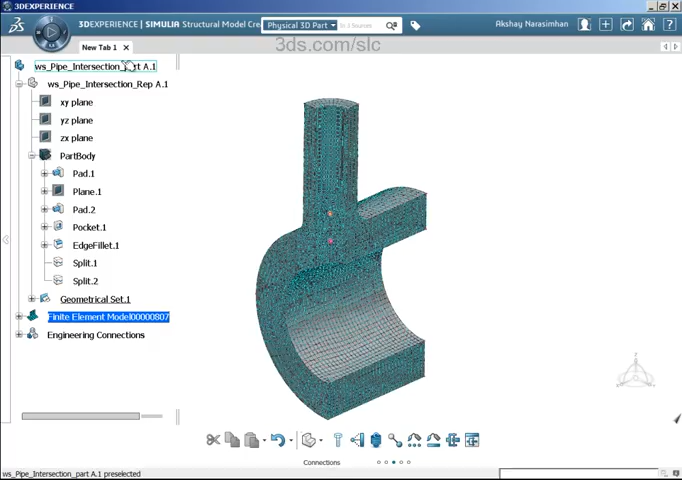 3DEXPERIENCE
3DEXPERIENCE | SIMULIA Structural Model Cre
Physical 3D Part
In 3 Sources
Akshay Narasimhan
New Tab 1
3ds.com/slc
ws_Pipe_Intersection_part A.1
ws_Pipe_Intersection_Rep A.1
xy plane
yz plane
zx plane
PartBody
Pad.1
Plane.1
Pad.2
Pocket.1
EdgeFillet.1
Split.1
Split.2
Geometrical Set.1
Finite Element Model00000807
Engineering Connections
Connections
ws_Pipe_Intersection_part A.1 preselected